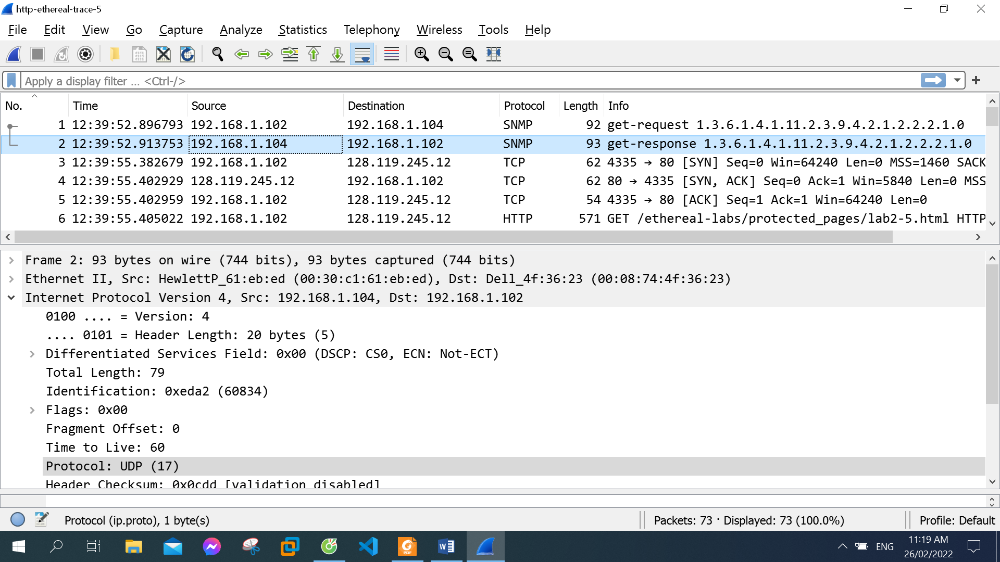 http-ethereal-trace-5
File Edit View Go Capture Analyze Statistics Telephony Wireless Tools Help
Apply a display filter ... <Ctrl-/>
No. Time Source Destination Protocol Length Info
1 12:39:52.896793 192.168.1.102 192.168.1.104 SNMP 92 get-request 1.3.6.1.4.1.11.2.3.9.4.2.1.2.2.2.1.0
2 12:39:52.913753 192.168.1.104 192.168.1.102 SNMP 93 get-response 1.3.6.1.4.1.11.2.3.9.4.2.1.2.2.2.1.0
3 12:39:55.382679 192.168.1.102 128.119.245.12 TCP 62 4335 → 80 [SYN] Seq=0 Win=64240 Len=0 MSS=1460 SACK
4 12:39:55.402929 128.119.245.12 192.168.1.102 TCP 62 80 → 4335 [SYN, ACK] Seq=0 Ack=1 Win=5840 Len=0 MSS
5 12:39:55.402959 192.168.1.102 128.119.245.12 TCP 54 4335 → 80 [ACK] Seq=1 Ack=1 Win=64240 Len=0
6 12:39:55.405022 192.168.1.102 128.119.245.12 HTTP 571 GET /ethereal-labs/protected_pages/lab2-5.html HTTP
Frame 2: 93 bytes on wire (744 bits), 93 bytes captured (744 bits)
Ethernet II, Src: HewlettP_61:eb:ed (00:30:c1:61:eb:ed), Dst: Dell_4f:36:23 (00:08:74:4f:36:23)
Internet Protocol Version 4, Src: 192.168.1.104, Dst: 192.168.1.102
0100 .... = Version: 4
.... 0101 = Header Length: 20 bytes (5)
Differentiated Services Field: 0x00 (DSCP: CS0, ECN: Not-ECT)
Total Length: 79
Identification: 0xeda2 (60834)
Flags: 0x00
Fragment Offset: 0
Time to Live: 60
Protocol: UDP (17)
Header Checksum: 0x0cdd [validation disabled]
Protocol (ip.proto), 1 byte(s) Packets: 73 · Displayed: 73 (100.0%) Profile: Default
ENG
11:19 AM
26/02/2022